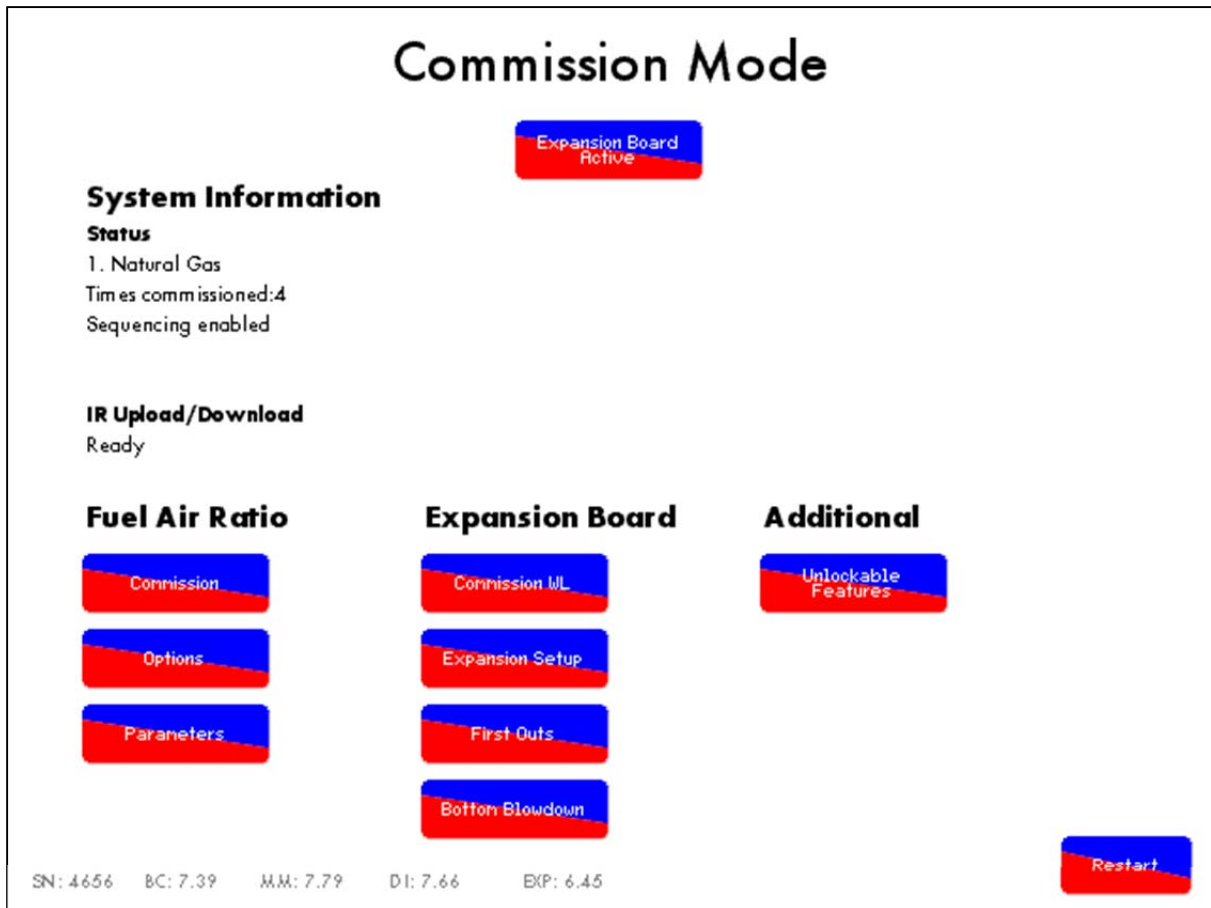 Commission Mode
Expansion Board
Active
System Information
Status
1. Natural Gas
Times commissioned:4
Sequencing enabled
IR Upload/Download
Ready
Fuel Air Ratio
Commission
Options
Parameters
Expansion Board
Commission WL
Expansion Setup
First Outs
Bottom Blowdown
Additional
Unlockable
Features
Restart
SN: 4656 BC: 7.39 MM: 7.79 DI: 7.66 EXP: 6.45